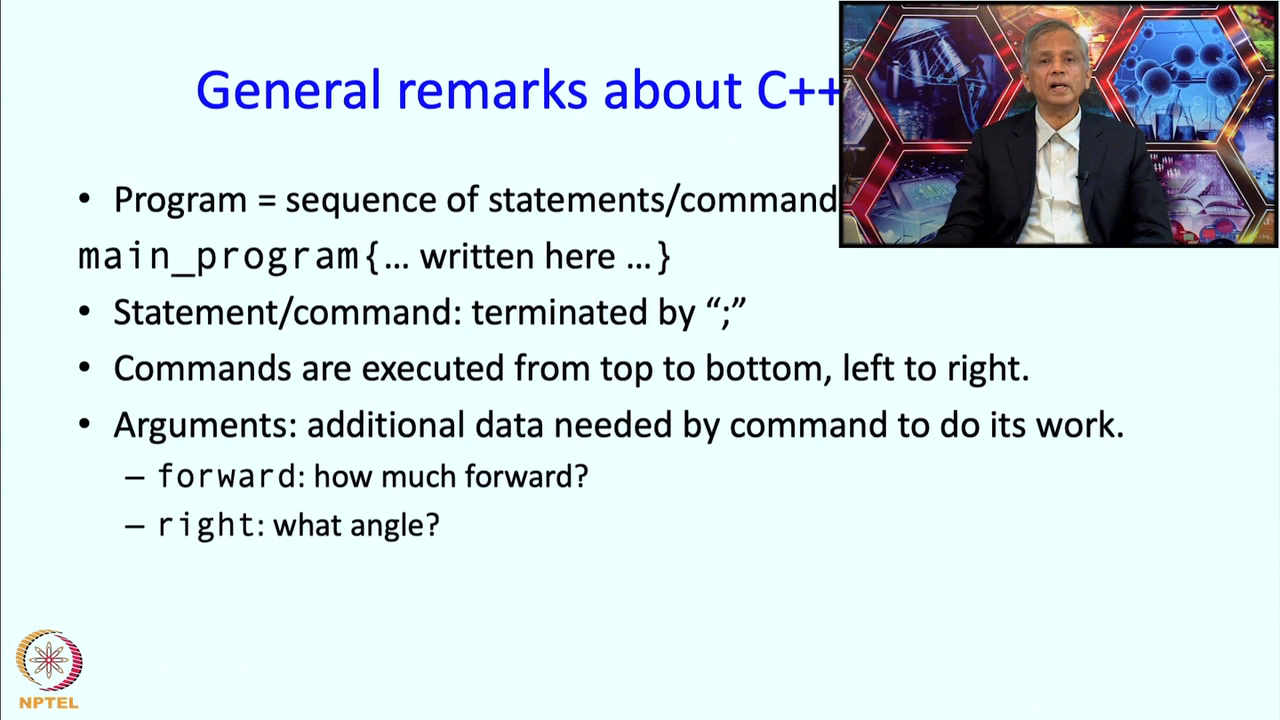 General remarks about C++
• Program = sequence of statements/command
main_program{... written here ...}
• Statement/command: terminated by “;”
• Commands are executed from top to bottom, left to right.
• Arguments: additional data needed by command to do its work.
– forward: how much forward?
– right: what angle?
NPTEL